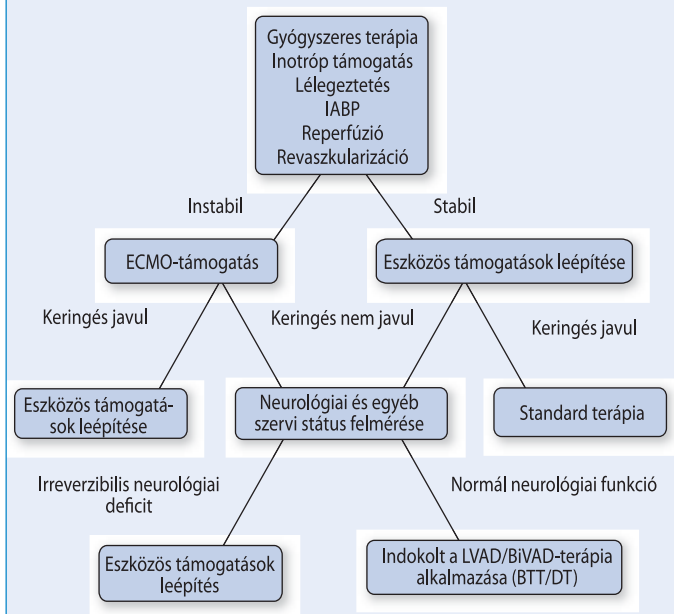 Gyógyszeres terápia
Inotróp támogatás
Lélegeztetés
IABP
Reperfúzió
Revaszkularizáció
Instabil
Stabil
ECMO-támogatás
Eszközös támogatások leépítése
Keringés javul
Keringés nem javul
Keringés javul
Eszközös támogatá-
sok leépítése
Neurológiai és egyéb
szervi státus felmérése
Standard terápia
Irreverzibilis neurológiai
deficit
Normál neurológiai funkció
Eszközös támogatások
leépítés
Indokolt a LVAD/BiVAD-terápia
alkalmazása (BTT/DT)